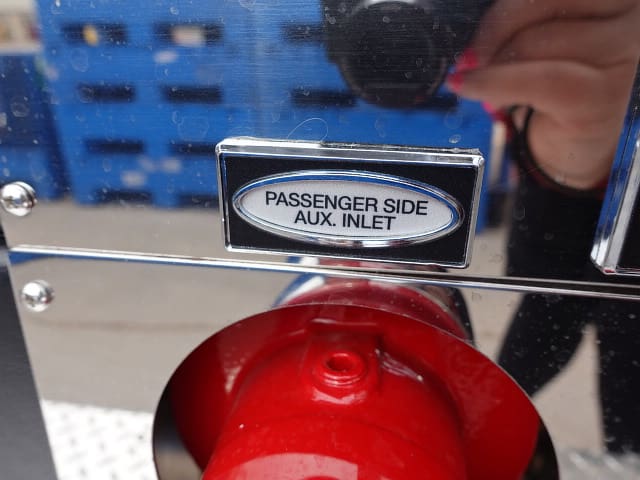 PASSENGER SIDE
AUX. INLET